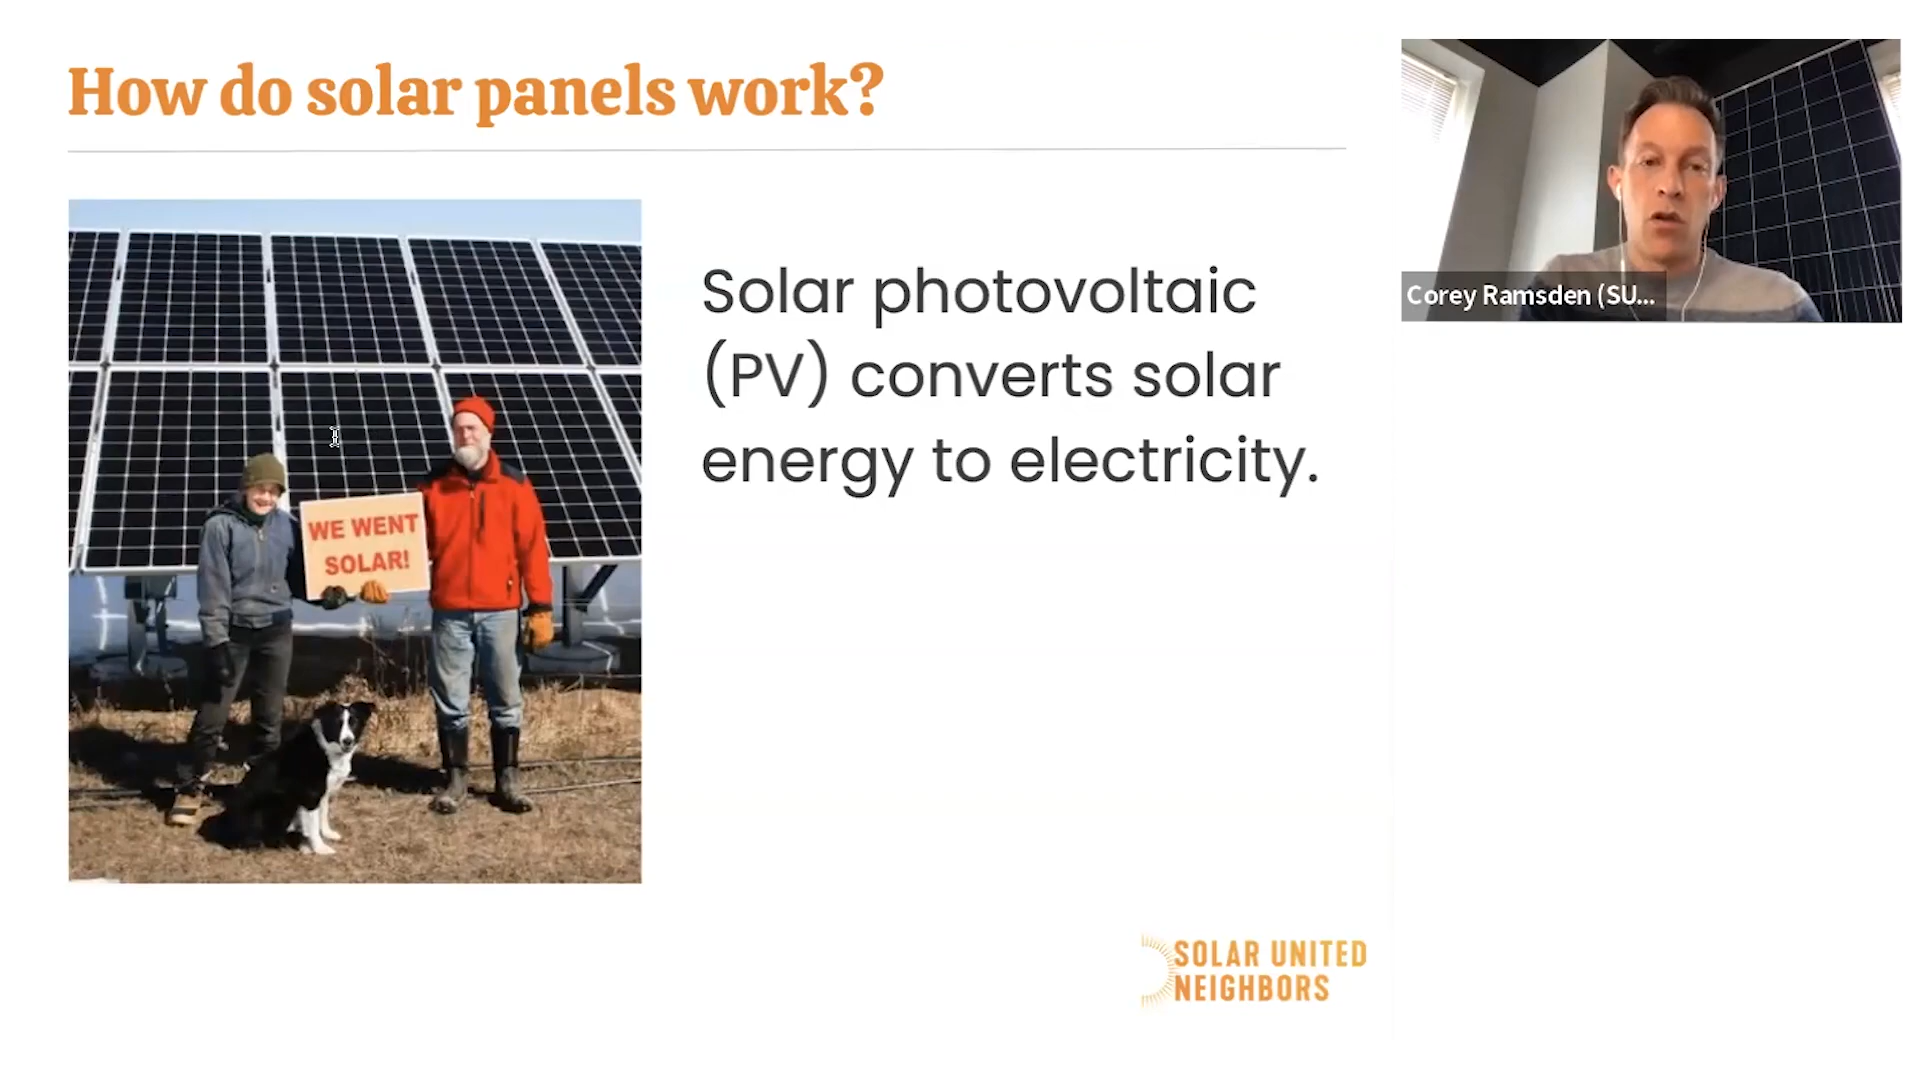 How do solar panels work?
WE WENT
SOLAR!
Solar photovoltaic
(PV) converts solar
energy to electricity.
SOLAR UNITED
NEIGHBORS
Corey Ramsden (SU...